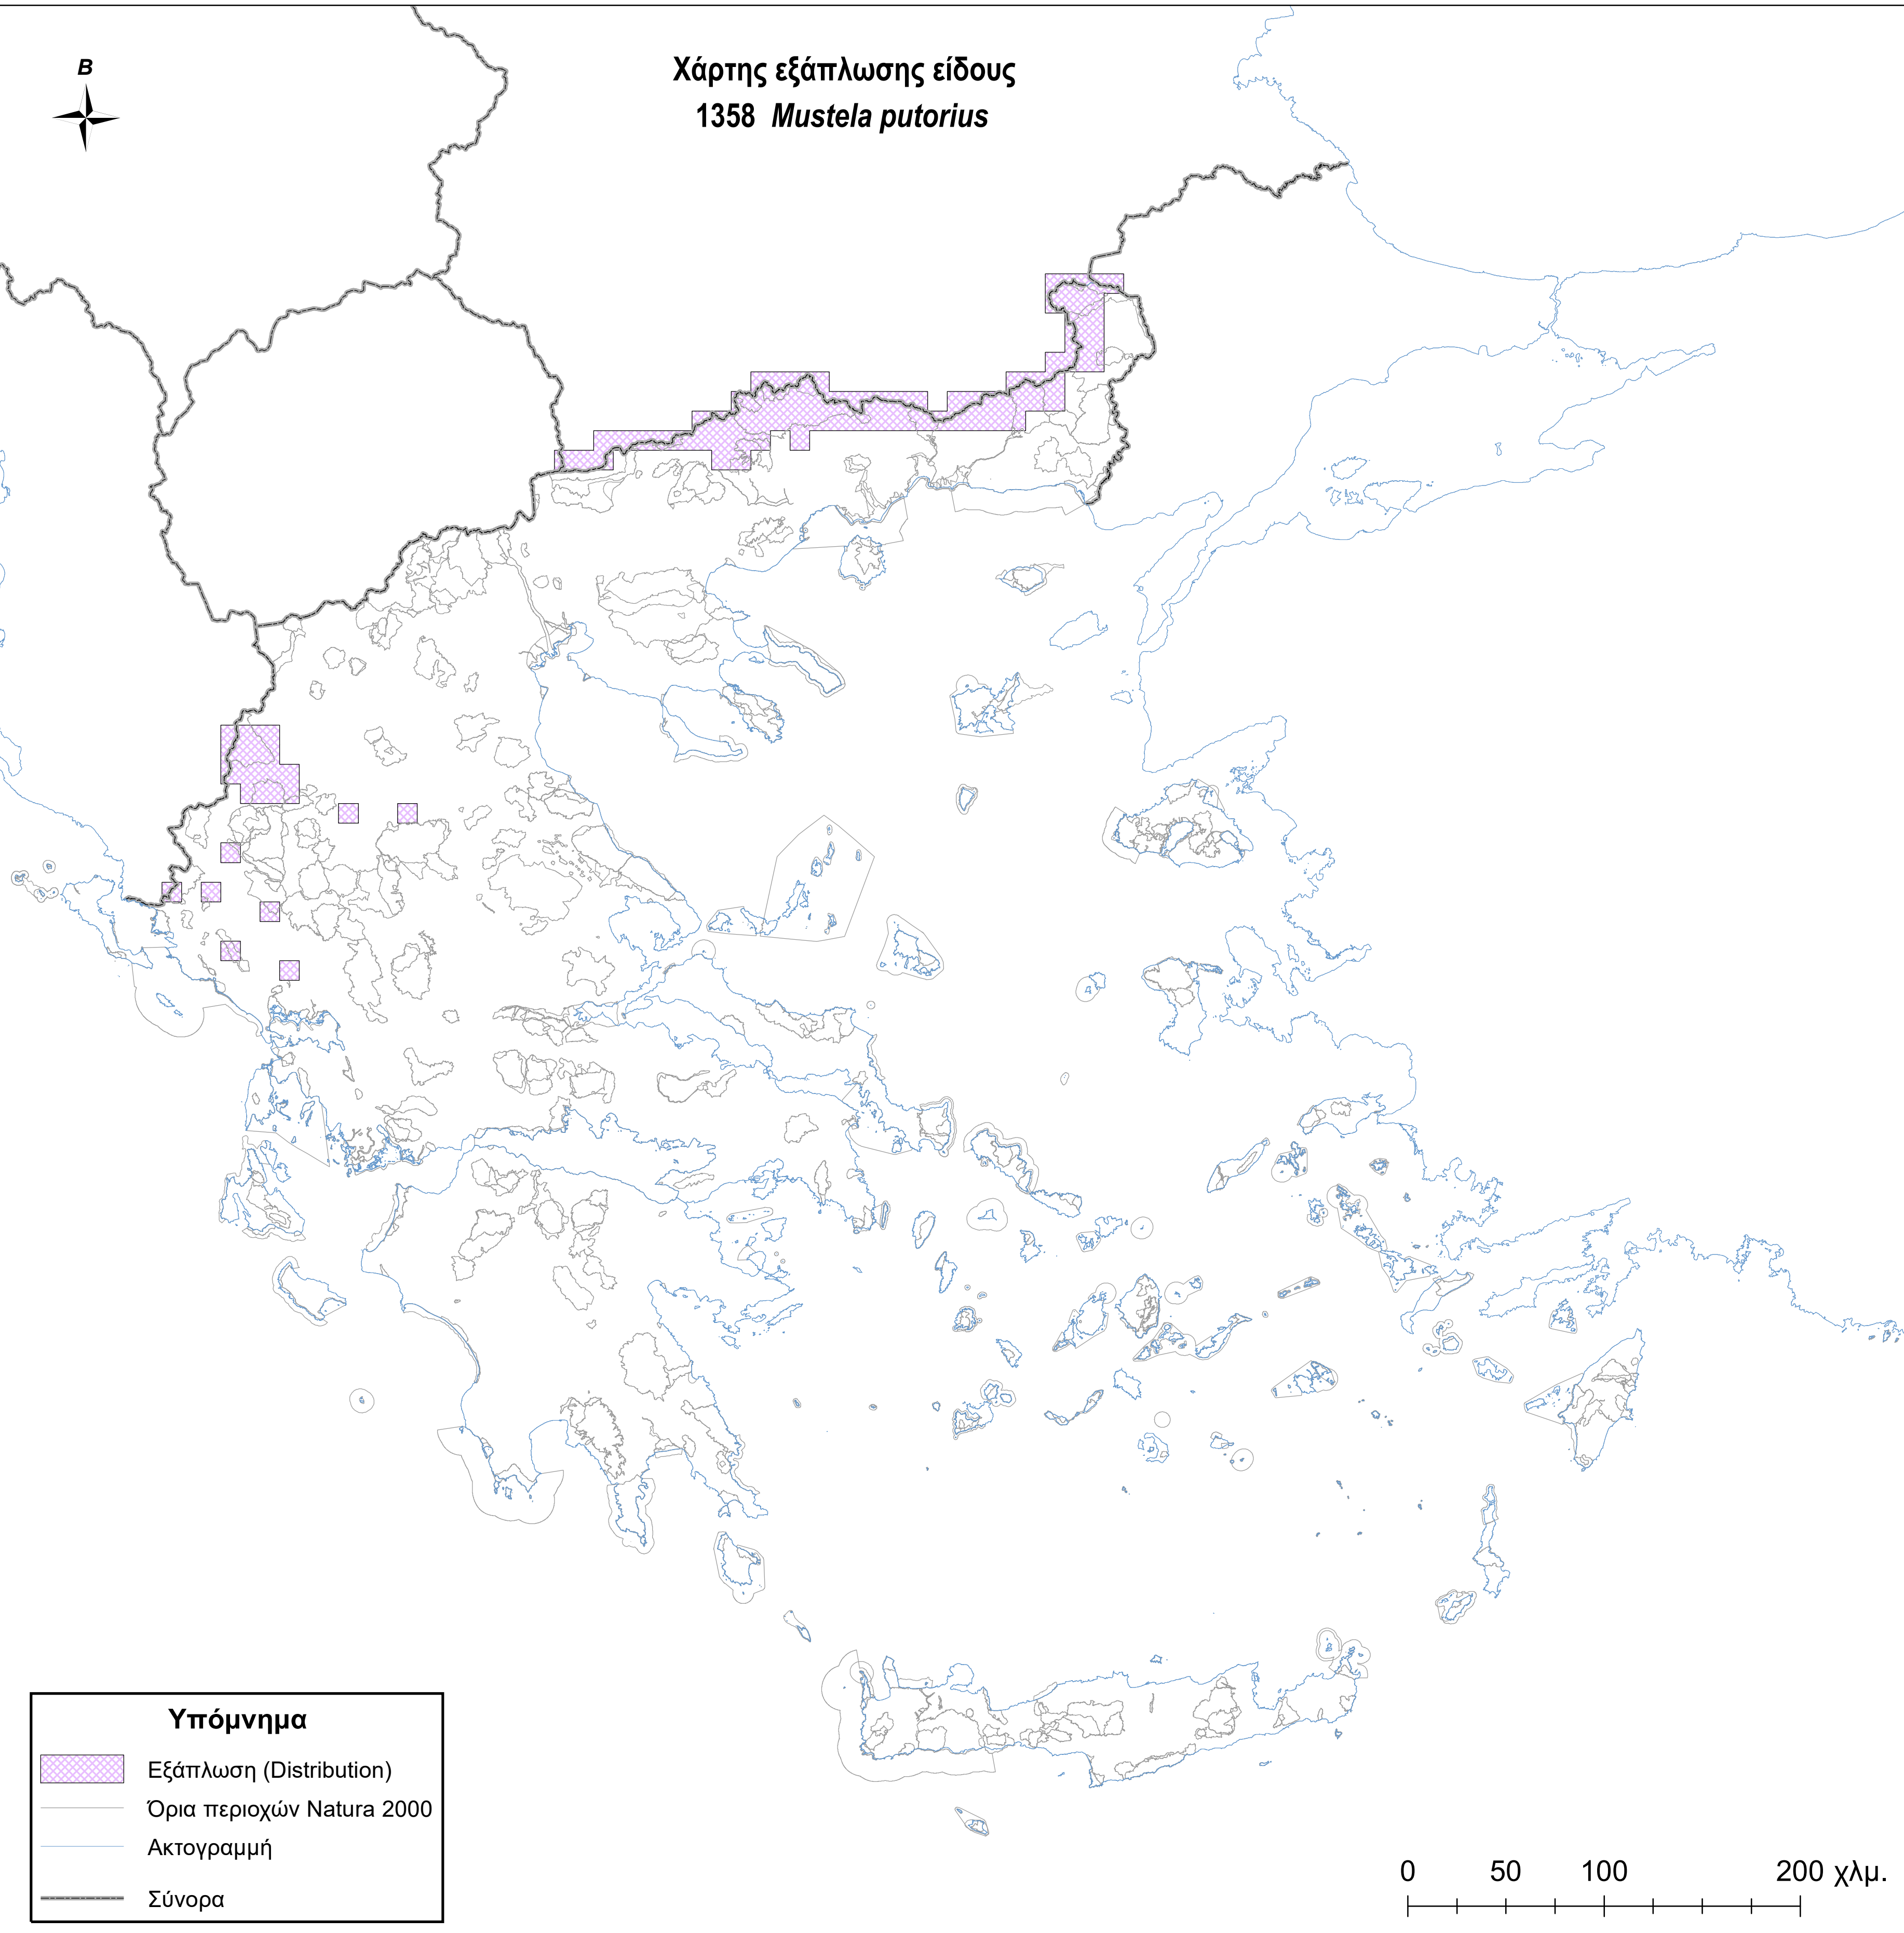 Β
Χάρτης εξάπλωσης είδους
1358 Mustela putorius
Υπόμνημα
Εξάπλωση (Distribution)
Όρια περιοχών Natura 2000
Ακτογραμμή
Σύνορα
0 50 100 200 χλμ.